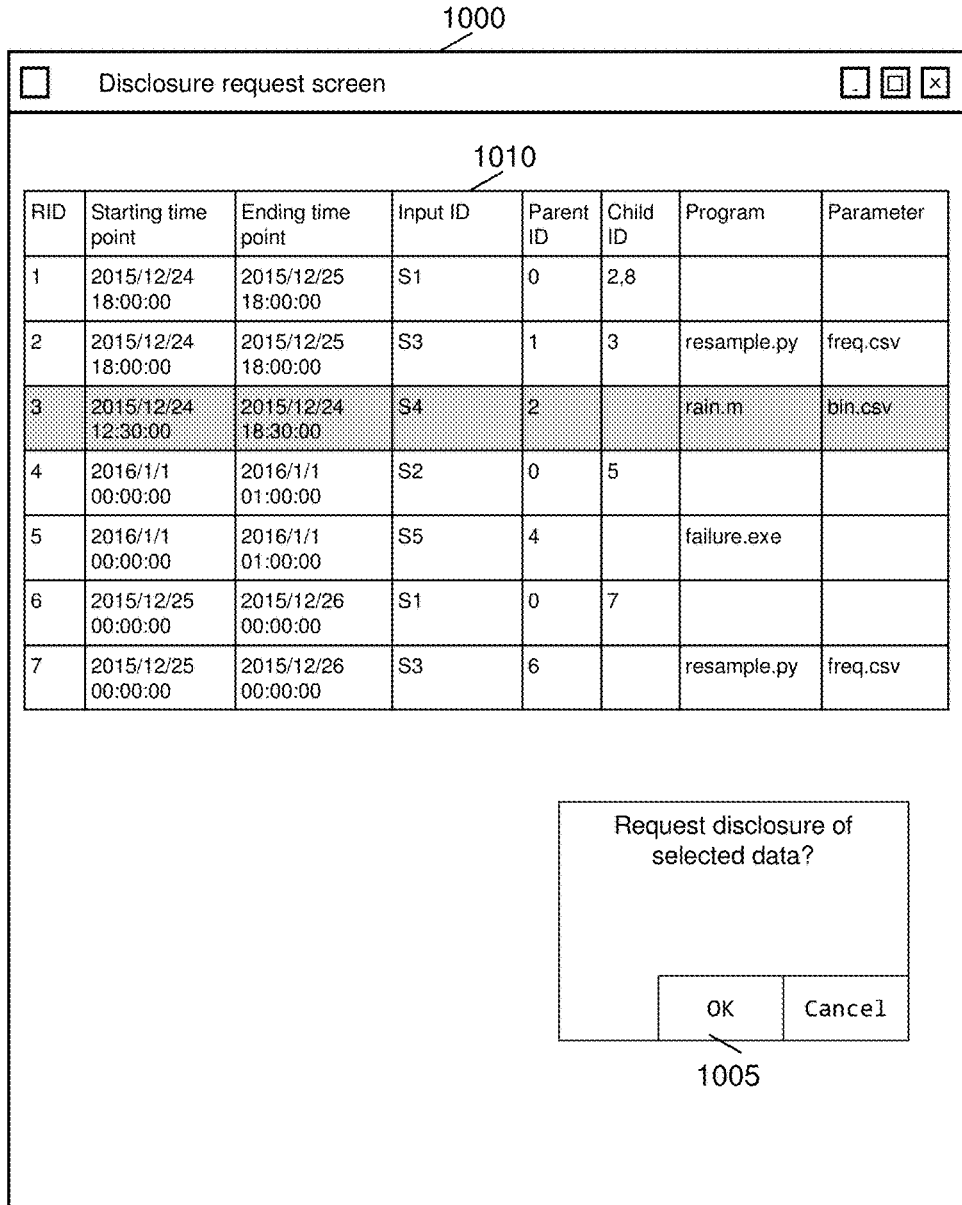 1000
Disclosure request screen
1010
RID Starting time point Ending time point Input ID Parent ID Child ID Program Parameter
1 2015/12/24 18:00:00 2015/12/25 18:00:00 S1 0 2,8
2 2015/12/24 18:00:00 2015/12/25 18:00:00 S3 1 3 resample.py freq.csv
3 2015/12/24 12:30:00 2015/12/24 18:30:00 S4 2 rain.m bin.csv
4 2016/1/1 00:00:00 2016/1/1 01:00:00 S2 0 5
5 2016/1/1 00:00:00 2016/1/1 01:00:00 S5 4 failure.exe
6 2015/12/25 00:00:00 2015/12/26 00:00:00 S1 0 7
7 2015/12/25 00:00:00 2015/12/26 00:00:00 S3 6 resample.py freq.csv
Request disclosure of
selected data?
OK Cancel
1005